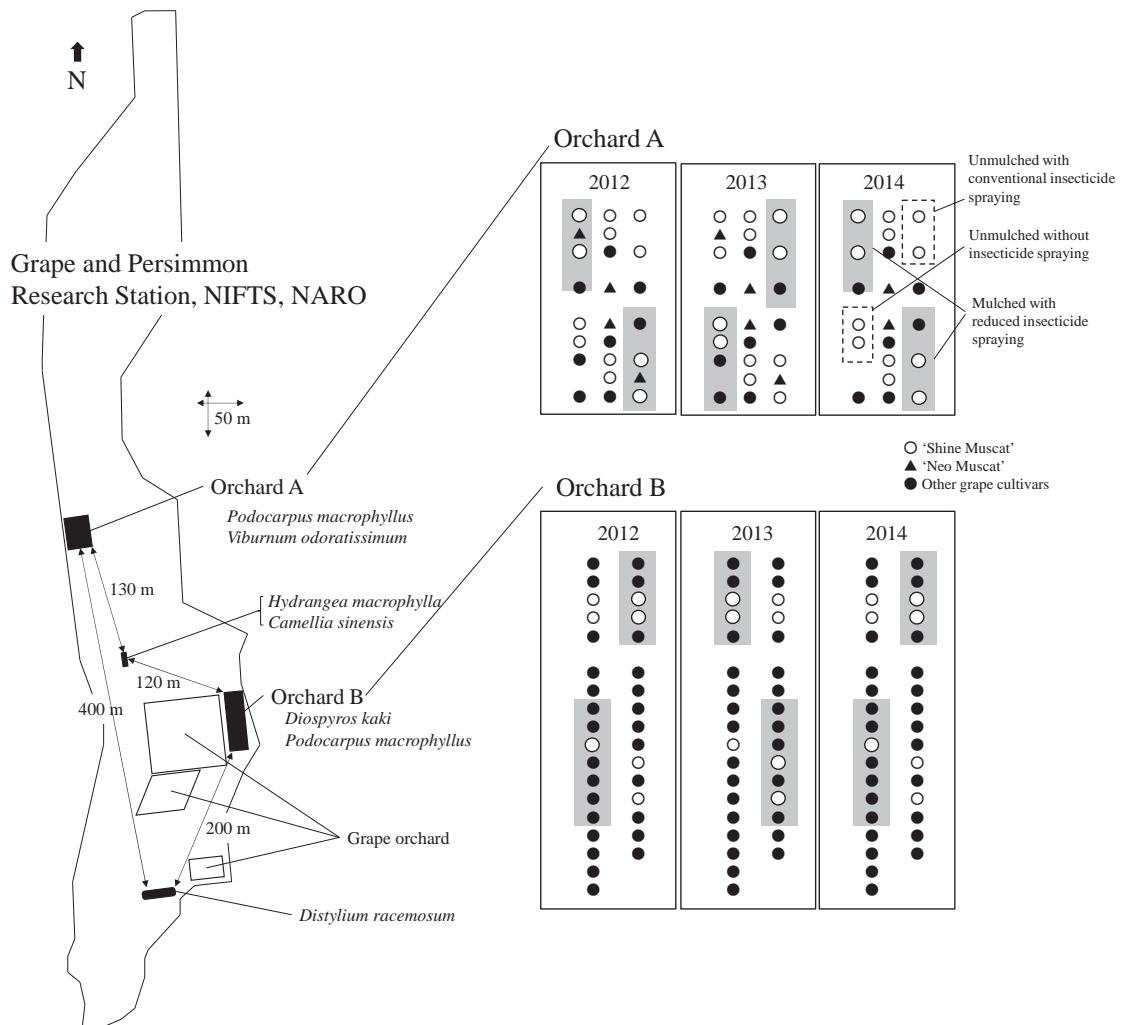 N
Grape and Persimmon
Research Station, NIFTS, NARO
50 m
Orchard A
Podocarpus macrophyllus
Viburnum odoratissimum
130 m
Hydrangea macrophylla
Camellia sinensis
120 m
400 m
Orchard B
Diospyros kaki
Podocarpus macrophyllus
200 m
Grape orchard
Distylium racemosum
Orchard A
2012
2013
2014
Unmulched with
conventional insecticide
spraying
Unmulched without
insecticide spraying
Mulched with
reduced insecticide
spraying
'Shine Muscat'
'Neo Muscat'
Other grape cultivars
Orchard B
2012
2013
2014